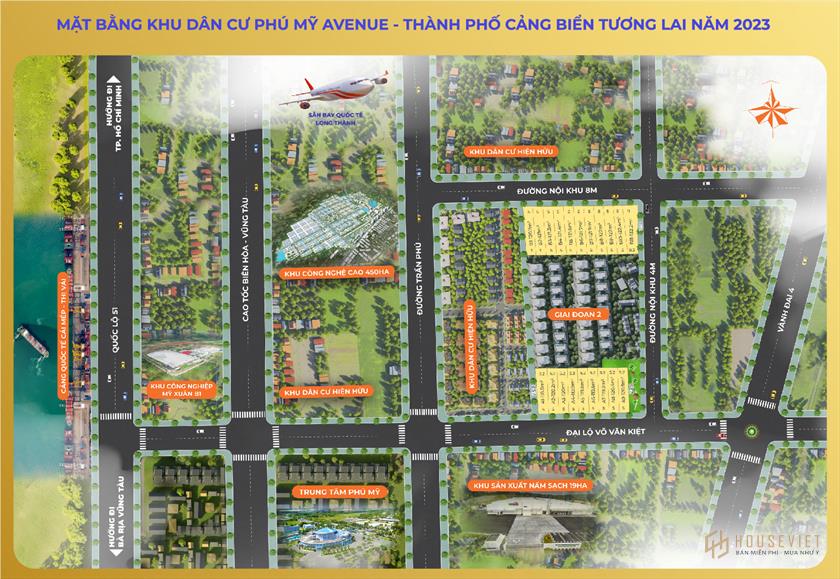 MẶT BẰNG KHU DÂN CƯ PHÚ MỸ AVENUE - THÀNH PHỐ CẢNG BIỂN TƯƠNG LAI NĂM 2023
HƯỚNG ĐI
TP. HỒ CHÍ MINH
SÂN BAY QUỐC TẾ
LONG THÀNH
KHU DÂN CƯ HIỆN HỮU
ĐƯỜNG NỘI KHU 8M
KHU CÔNG NGHỆ CAO 450HA
CẢNG QUỐC TẾ CÁI MÉP - THỊ VẢI
QUỐC LỘ 51
CAO TỐC BIÊN HÒA - VŨNG TÀU
ĐƯỜNG TRẦN PHÚ
KHU DÂN CƯ HIỆN HỮU
GIAI ĐOẠN 2
ĐƯỜNG NỘI KHU 4M
VÀNH ĐAI 4
KHU CÔNG NGHIỆP
MỸ XUÂN B1
KHU DÂN CƯ HIỆN HỮU
ĐẠI LỘ VÕ VĂN KIỆT
HƯỚNG ĐI
BÀ RỊA VŨNG TÀU
TRUNG TÂM PHÚ MỸ
KHU SẢN XUẤT NẤM SẠCH 19HA
HOUSEVIET
BÁN MIỄN PHÍ - MUA NHƯ Ý